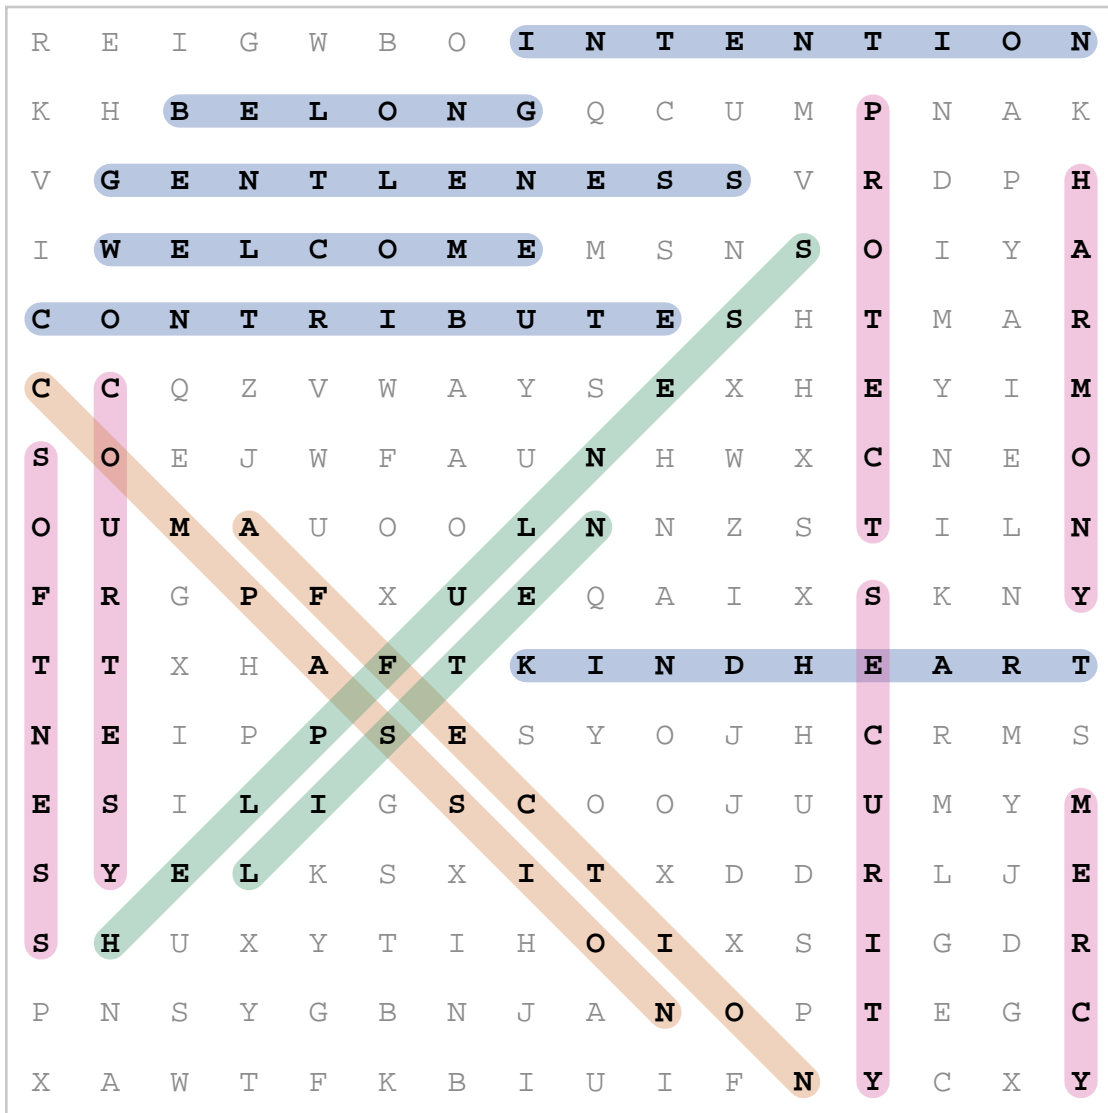 R E I G W B O I N T E N T I O N
K H B E L O N G Q C U M P N A K
V G E N T L E N E S S V R D P H
I W E L C O M E M S N S O I Y A
C O N T R I B U T E S H T M A R
C C Q Z V W A Y S E X H E Y I M
S O E J W F A U N H W X C N E O
O U M A U O O L N N Z S T I L N
F R G P F X U E Q A I X S K N Y
T T X H A F T K I N D H E A R T
N E I P P S E S Y O J H C R M S
E S I L I G S C O O J U U M Y M
S Y E L K S X I T X D D R L J E
S H U X Y T I H O I X S I G D R
P N S Y G B N J A N O P T E G C
X A W T F K B I U I F N Y C X Y